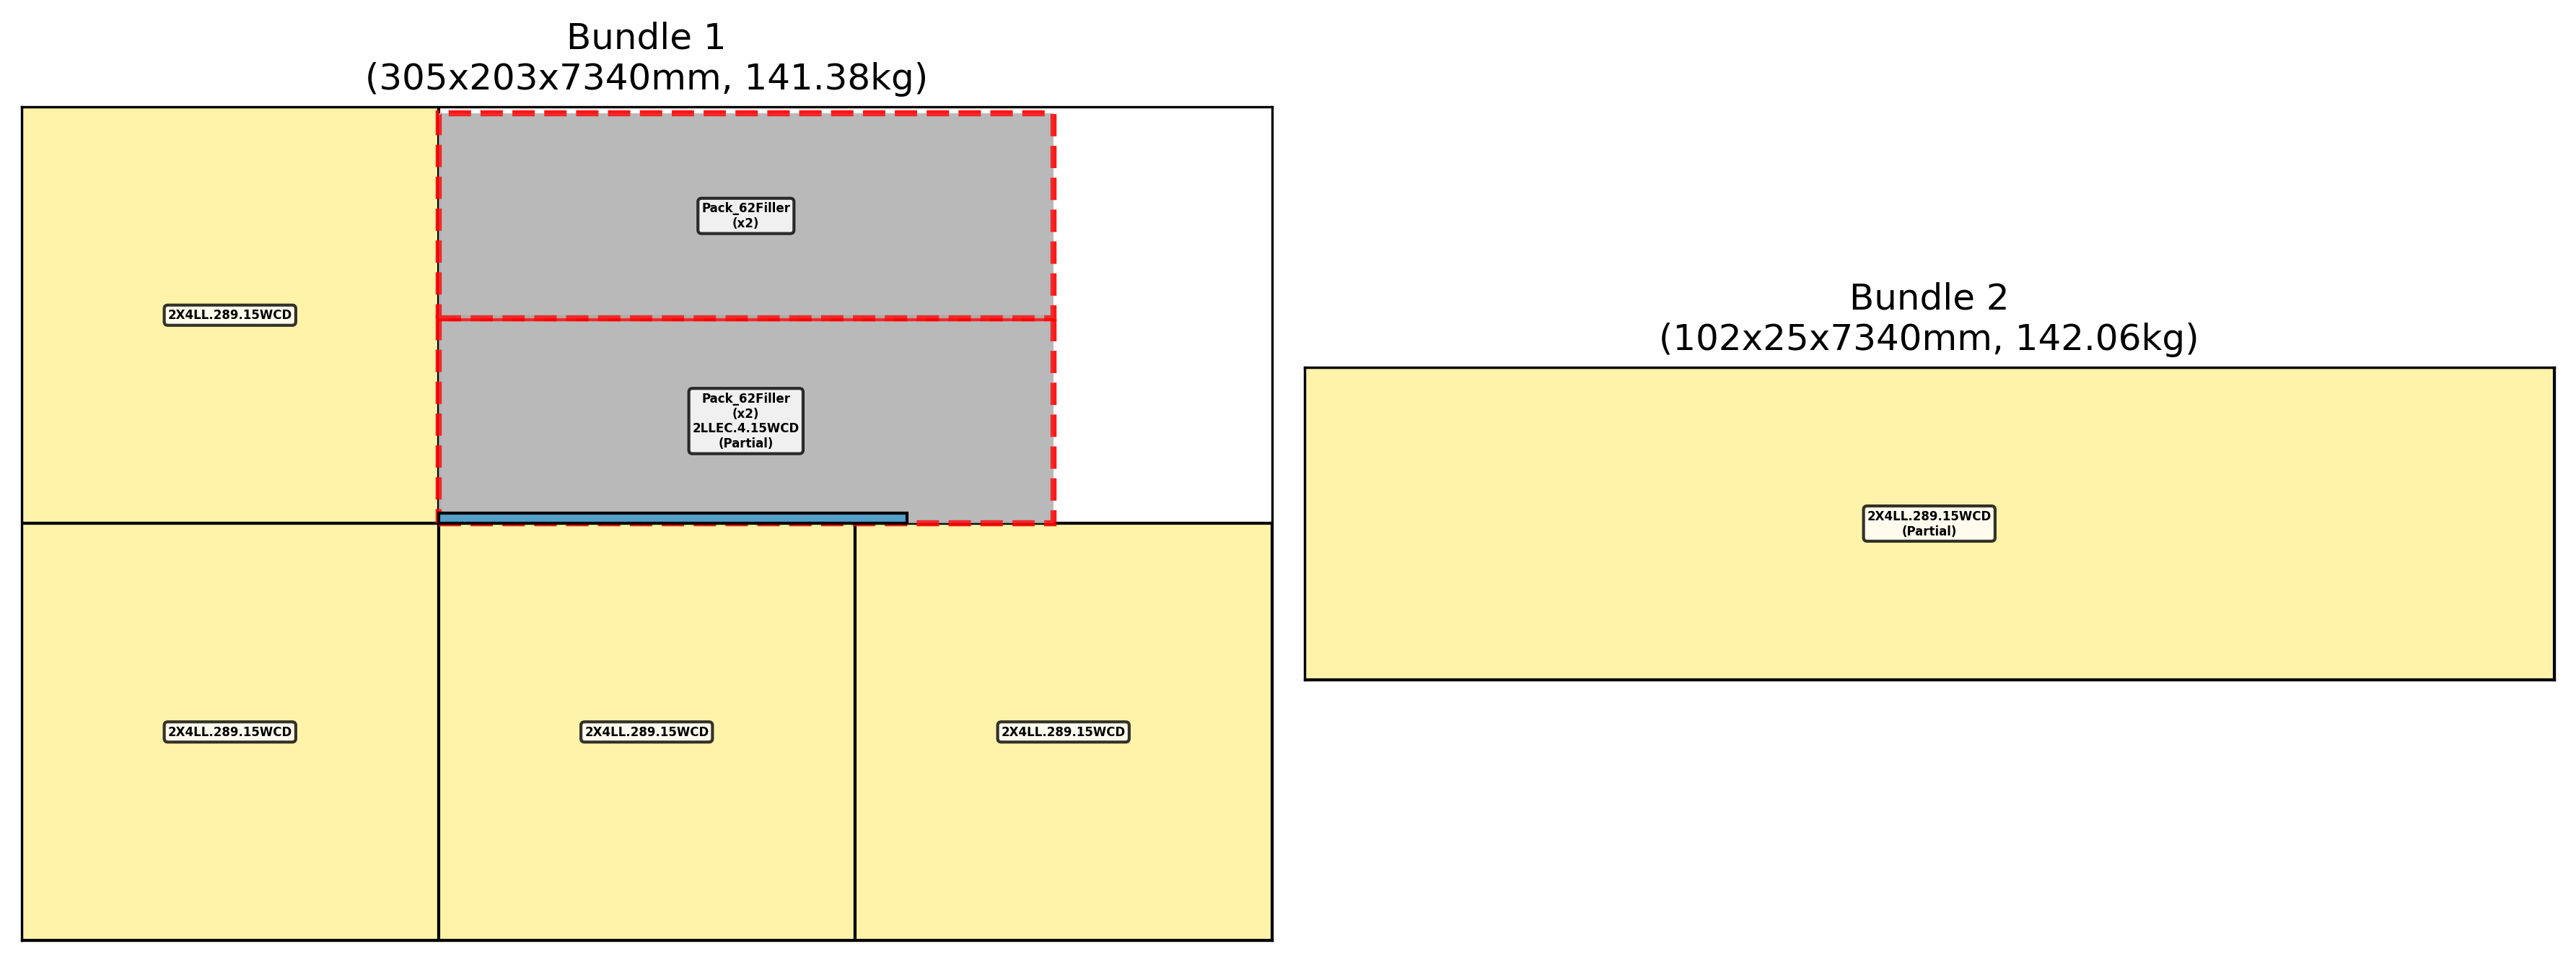 Bundle 1
(305x203x7340mm, 141.38kg)
Pack_62Filler
(x2)
2X4LL.289.15WCD
Pack_62Filler
(x2)
2LLEC.4.15WCD
(Partial)
2X4LL.289.15WCD
2X4LL.289.15WCD
2X4LL.289.15WCD
Bundle 2
(102x25x7340mm, 142.06kg)
2X4LL.289.15WCD
(Partial)